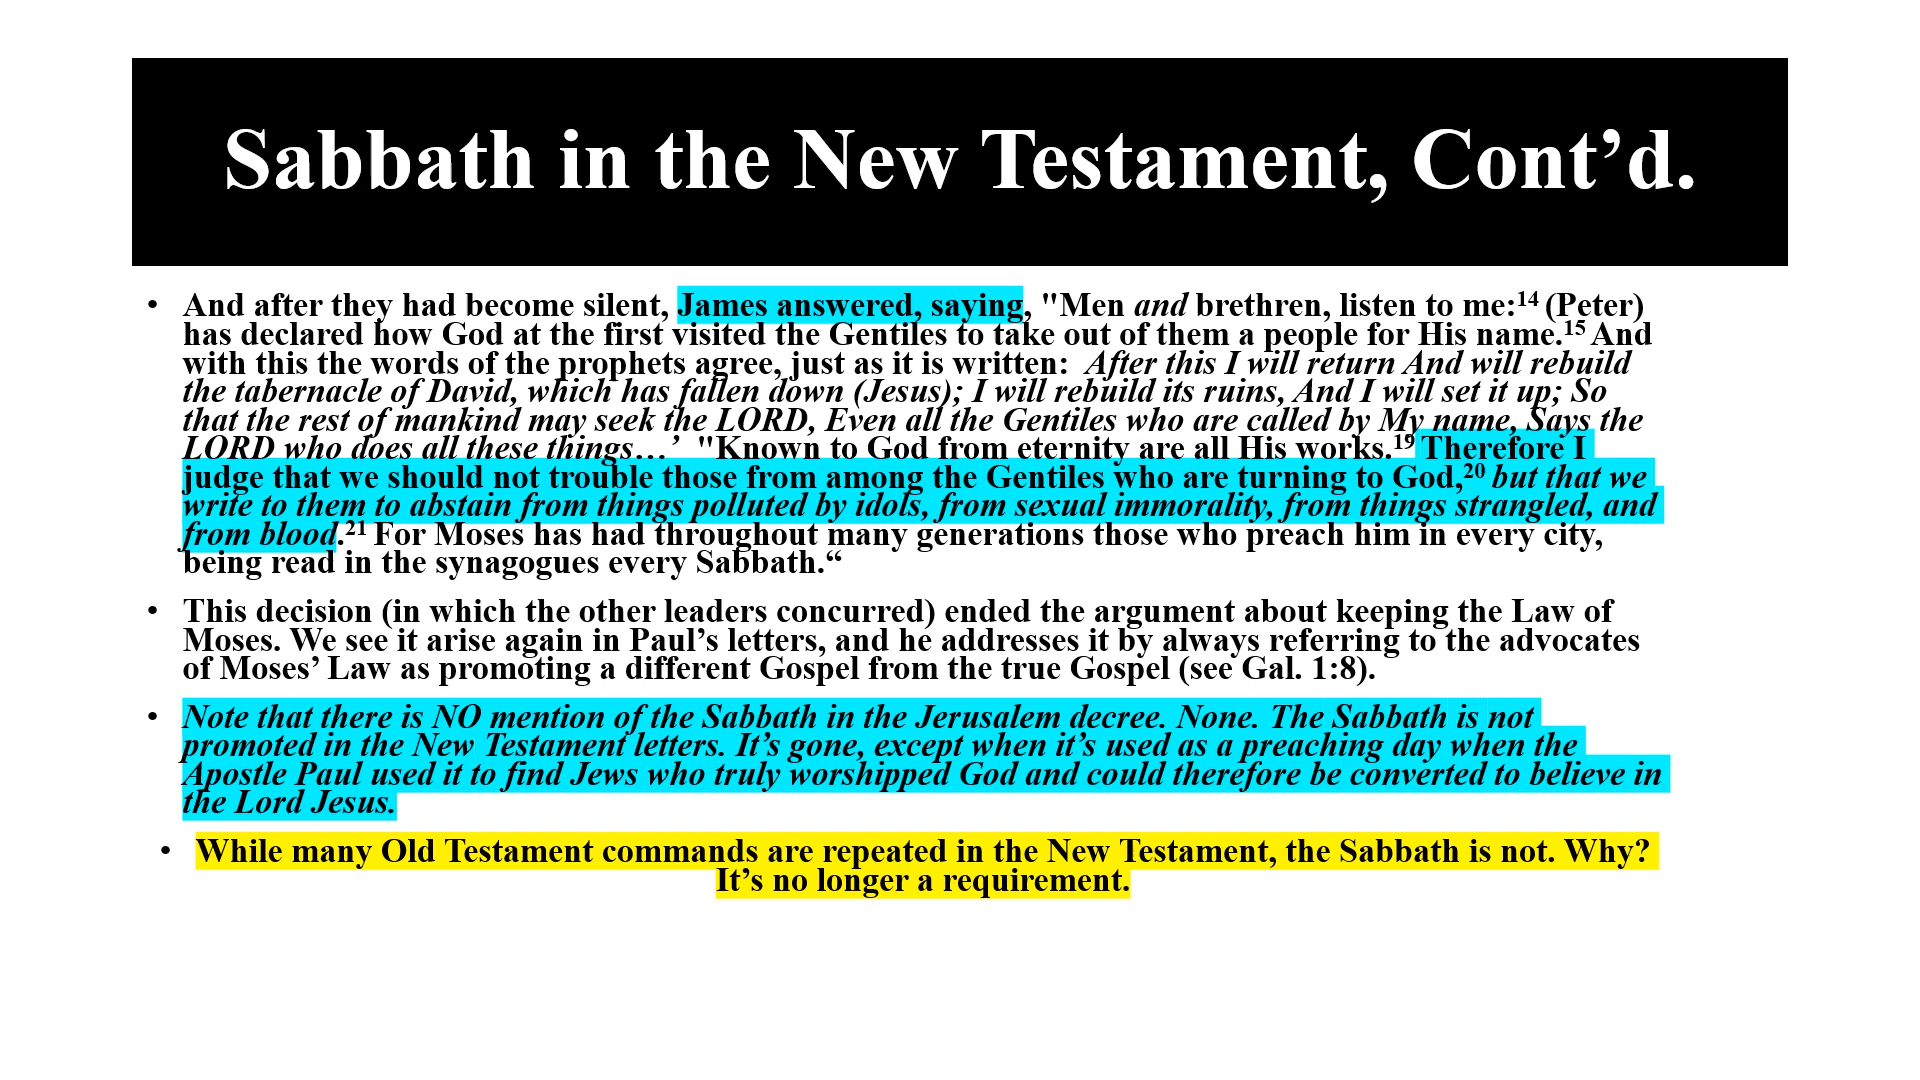 Sabbath in the New Testament, Cont’d.
• And after they had become silent, James answered, saying, "Men and brethren, listen to me:14 (Peter)
has declared how God at the first visited the Gentiles to take out of them a people for His name.15 And
with this the words of the prophets agree, just as it is written:  After this I will return And will rebuild
the tabernacle of David, which has fallen down (Jesus); I will rebuild its ruins, And I will set it up; So
that the rest of mankind may seek the LORD, Even all the Gentiles who are called by My name, Says the
LORD who does all these things…’  "Known to God from eternity are all His works.19 Therefore I
judge that we should not trouble those from among the Gentiles who are turning to God,20 but that we
write to them to abstain from things polluted by idols, from sexual immorality, from things strangled, and
from blood.21 For Moses has had throughout many generations those who preach him in every city,
being read in the synagogues every Sabbath.“
• This decision (in which the other leaders concurred) ended the argument about keeping the Law of
Moses. We see it arise again in Paul’s letters, and he addresses it by always referring to the advocates
of Moses’ Law as promoting a different Gospel from the true Gospel (see Gal. 1:8).
• Note that there is NO mention of the Sabbath in the Jerusalem decree. None. The Sabbath is not
promoted in the New Testament letters. It’s gone, except when it’s used as a preaching day when the
Apostle Paul used it to find Jews who truly worshipped God and could therefore be converted to believe in
the Lord Jesus.
• While many Old Testament commands are repeated in the New Testament, the Sabbath is not. Why?
It’s no longer a requirement.